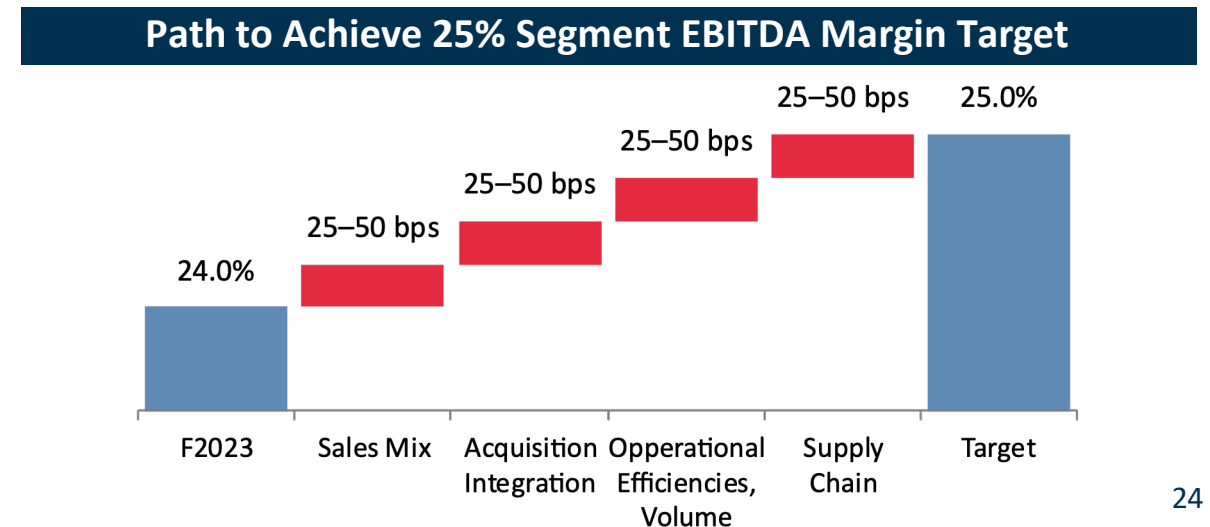 Path to Achieve 25% Segment EBITDA Margin Target
25–50 bps
25.0%
25–50 bps
25–50 bps
25–50 bps
24.0%
F2023
Sales Mix
Acquisition
Integration
Opperational
Efficiencies,
Volume
Supply
Chain
Target
24